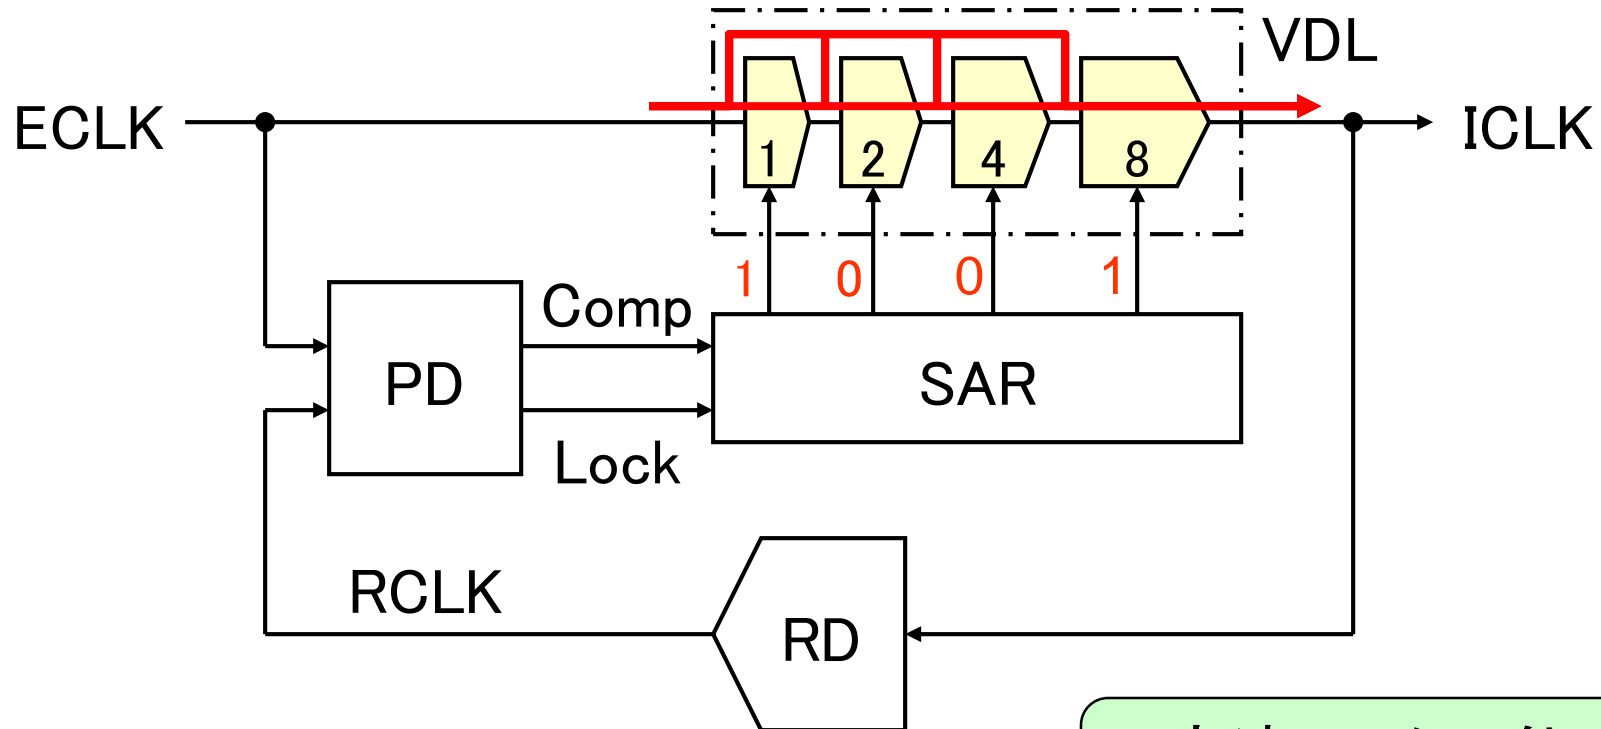 VDL
ECLK
ICLK
1 2 4 8
1 0 0 1
Comp
PD
SAR
Lock
RCLK
RD